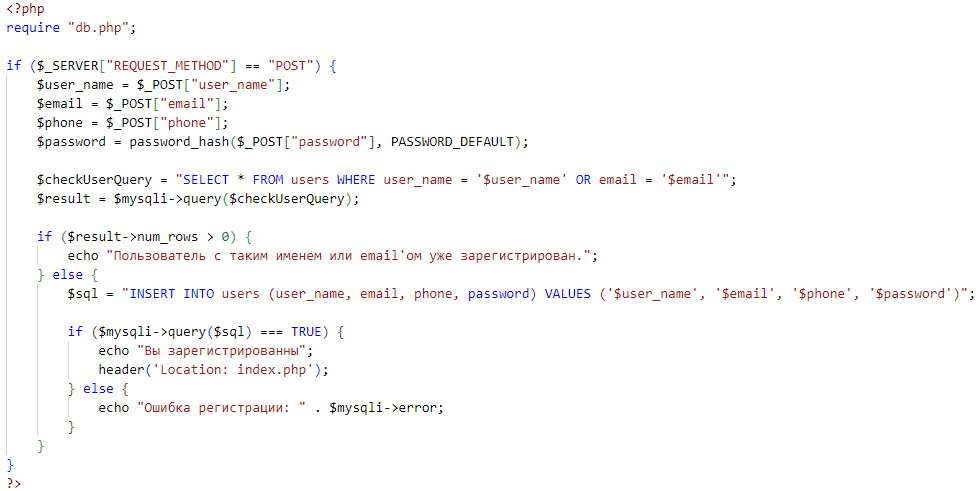 <?php
require "db.php";

if ($_SERVER["REQUEST_METHOD"] == "POST") {
    $user_name = $_POST["user_name"];
    $email = $_POST["email"];
    $phone = $_POST["phone"];
    $password = password_hash($_POST["password"], PASSWORD_DEFAULT);

    $checkUserQuery = "SELECT * FROM users WHERE user_name = '$user_name' OR email = '$email'";
    $result = $mysqli->query($checkUserQuery);

    if ($result->num_rows > 0) {
        echo "Пользователь с таким именем или email'ом уже зарегистрирован.";
    } else {
        $sql = "INSERT INTO users (user_name, email, phone, password) VALUES ('$user_name', '$email', '$phone', '$password')";

        if ($mysqli->query($sql) === TRUE) {
            echo "Вы зарегистрированны";
            header('Location: index.php');
        } else {
            echo "Ошибка регистрации: " . $mysqli->error;
        }
    }
}
?>